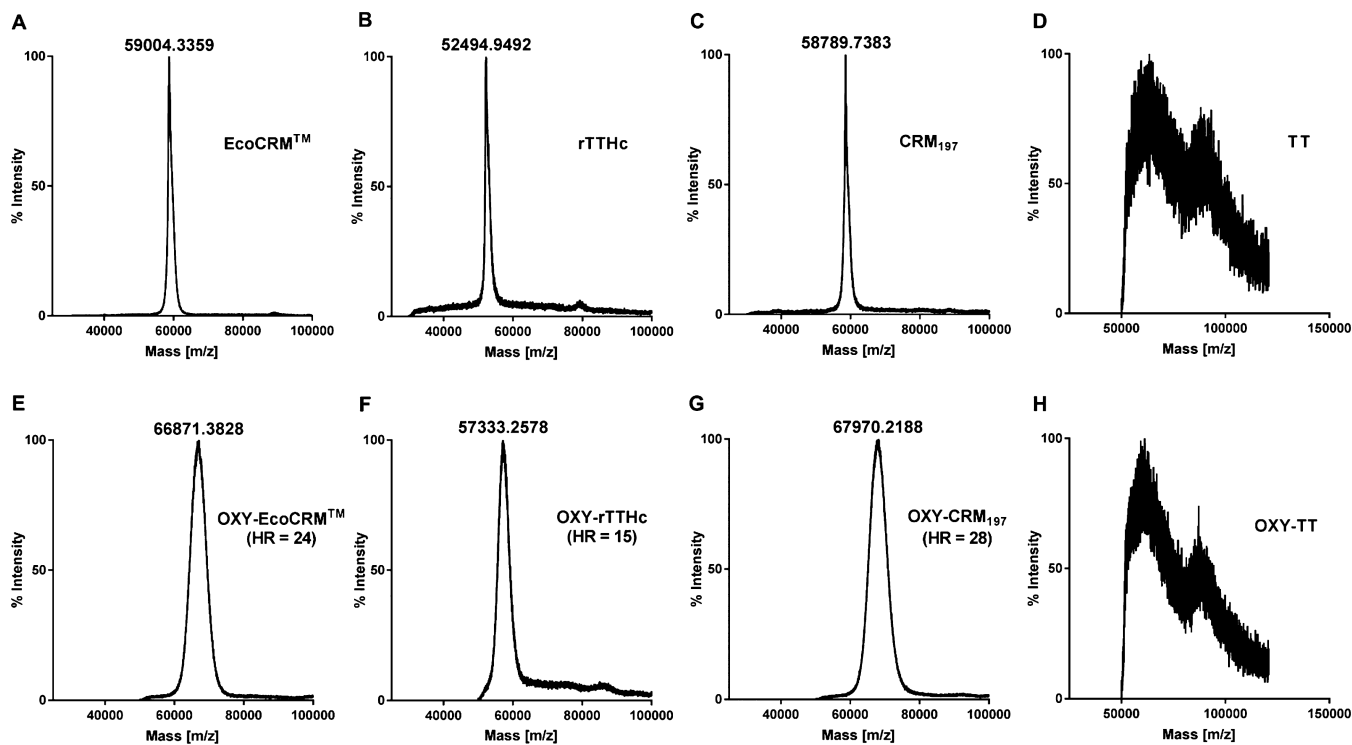 A
59004.3359
100
50
0
% Intensity
EcoCRM™
40000 60000 80000 100000
Mass [m/z]
B
52494.9492
100
50
0
% Intensity
rTTHc
40000 60000 80000 100000
Mass [m/z]
C
58789.7383
100
50
0
% Intensity
CRM₁₉₇
40000 60000 80000 100000
Mass [m/z]
D
100
50
0
% Intensity
TT
50000 100000 150000
Mass [m/z]
E
66871.3828
100
50
0
% Intensity
OXY-EcoCRM™
(HR = 24)
40000 60000 80000 100000
Mass [m/z]
F
57333.2578
100
50
0
% Intensity
OXY-rTTHc
(HR = 15)
40000 60000 80000 100000
Mass [m/z]
G
67970.2188
100
50
0
% Intensity
OXY-CRM₁₉₇
(HR = 28)
40000 60000 80000 100000
Mass [m/z]
H
100
50
0
% Intensity
OXY-TT
50000 100000 150000
Mass [m/z]